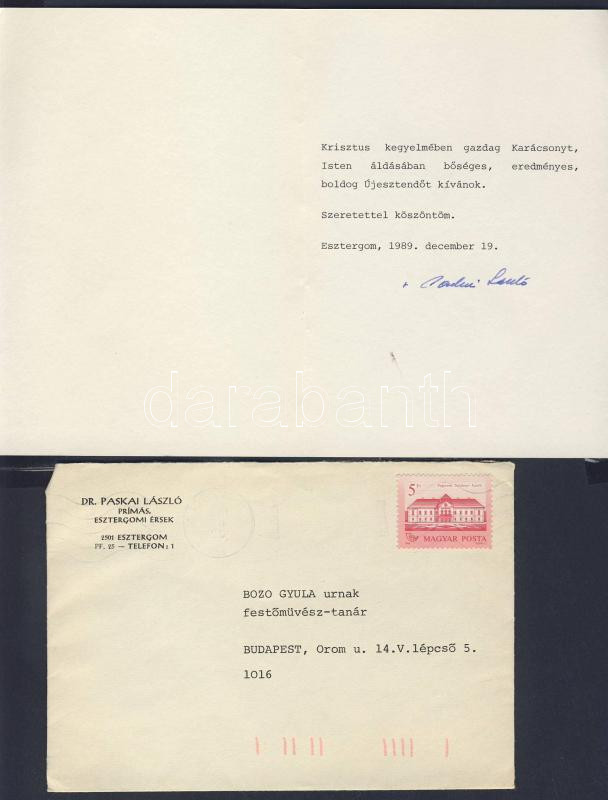 Krisztus kegyelmében gazdag Karácsonyt,
Isten áldásában bőséges, eredményes,
boldog Újesztendőt kívánok.
Szeretettel köszöntöm.
Esztergom, 1989. december 19.
+ Paskai László
darabanth
DR. PASKAI LÁSZLÓ
PRÍMÁS,
ESZTERGOMI ÉRSEK
2501 ESZTERGOM
PF. 25 — TELEFON: 1
5 Ft
MAGYAR POSTA
BOZO GYULA urnak
festőmüvész-tanár
BUDAPEST, Orom u. 14.V.lépcső 5.
1016